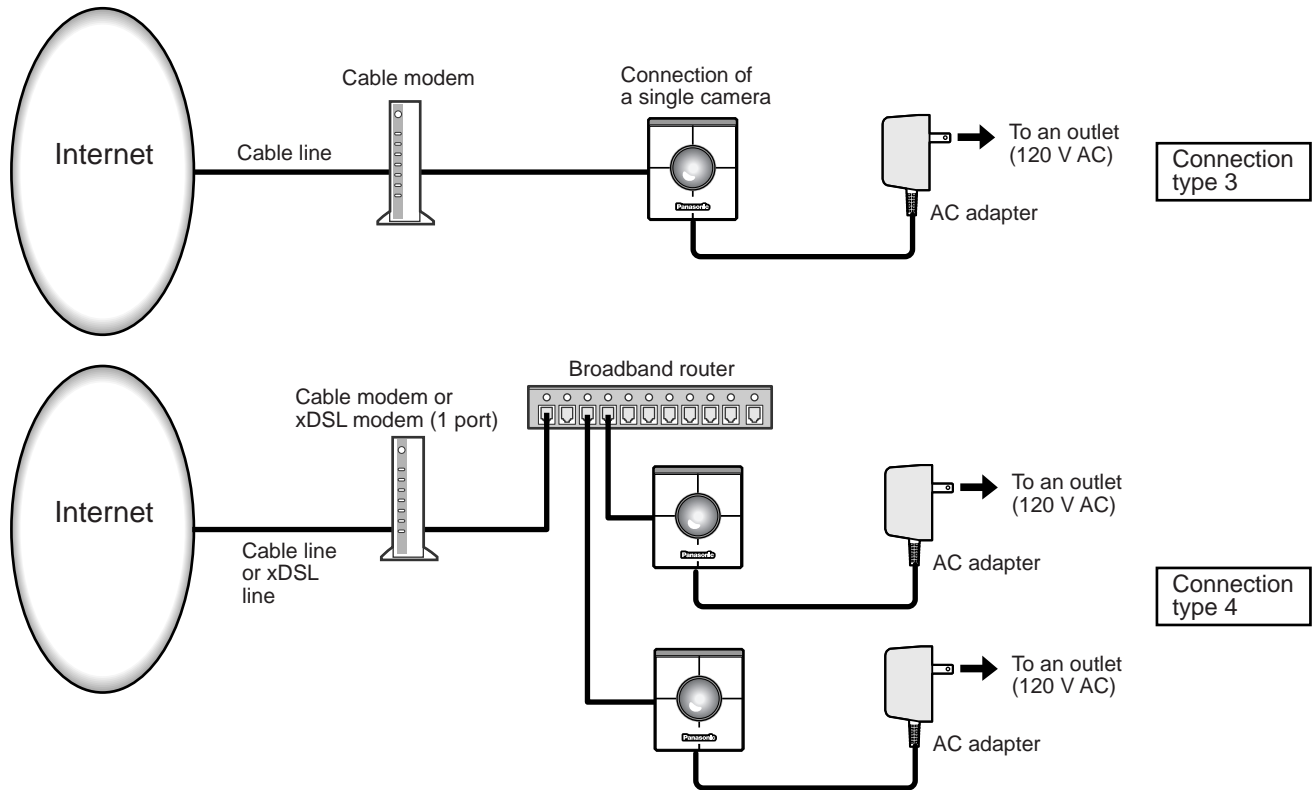 Cable modem
Connection of
a single camera
Internet
Cable line
Panasonic
To an outlet
(120 V AC)
AC adapter
Connection
type 3
Broadband router
Cable modem or
xDSL modem (1 port)
Internet
Cable line
or xDSL
line
Panasonic
To an outlet
(120 V AC)
AC adapter
Connection
type 4
Panasonic
To an outlet
(120 V AC)
AC adapter